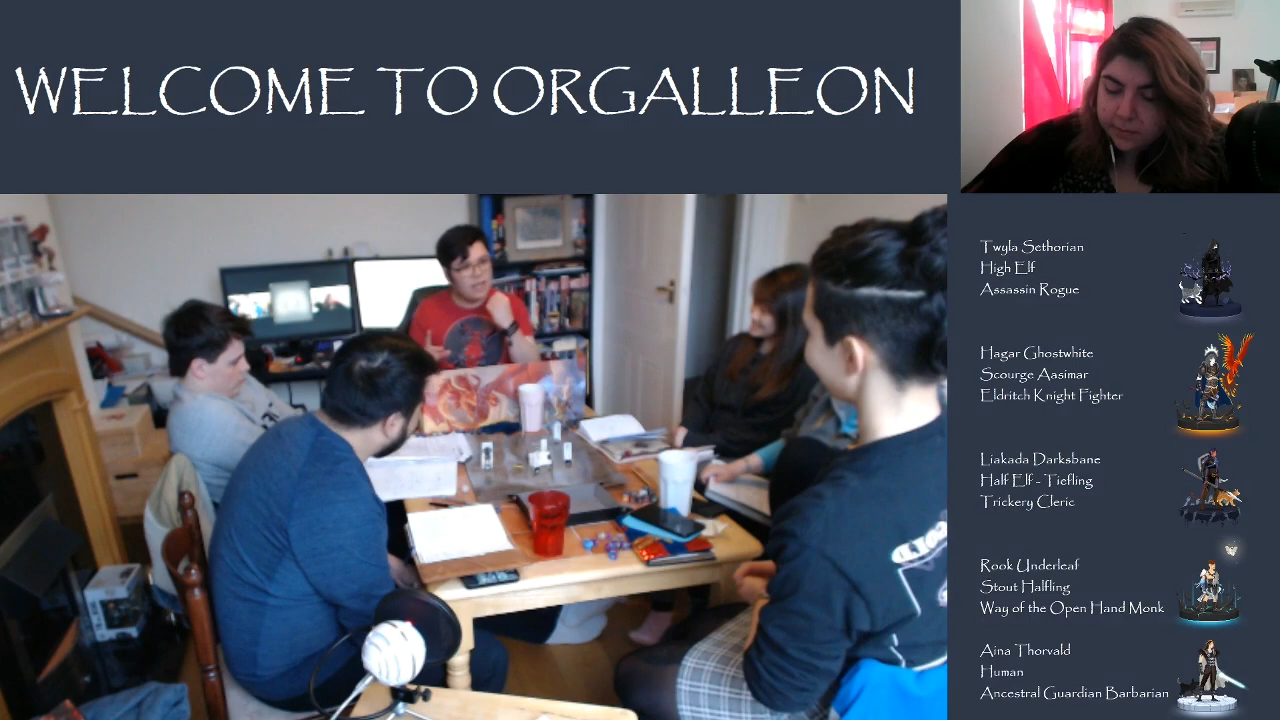 WELCOME TO ORGALLEON
Twyla Sethorian
High Elf
Assassin Rogue
Hagar Ghostwhite
Scourge Aasimar
Eldritch Knight Fighter
Liakada Darksbane
Half Elf - Tiefling
Trickery Cleric
Rook Underleaf
Stout Halfling
Way of the Open Hand Monk
Aina Thorvald
Human
Ancestral Guardian Barbarian